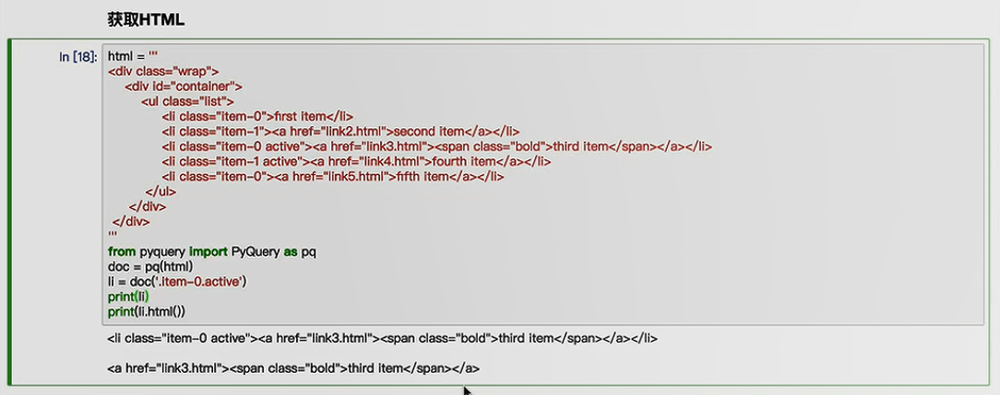 获取HTML
In [18]: html = '''
<div class="wrap">
<div id="container">
<ul class="list">
<li class="item-0">first item</li>
<li class="item-1"><a href="link2.html">second item</a></li>
<li class="item-0 active"><a href="link3.html"><span class="bold">third item</span></a></li>
<li class="item-1 active"><a href="link4.html">fourth item</a></li>
<li class="item-0"><a href="link5.html">fifth item</a></li>
</ul>
</div>
</div>
'''
from pyquery import PyQuery as pq
doc = pq(html)
li = doc('.item-0.active')
print(li)
print(li.html())
<li class="item-0 active"><a href="link3.html"><span class="bold">third item</span></a></li>
<a href="link3.html"><span class="bold">third item</span></a>